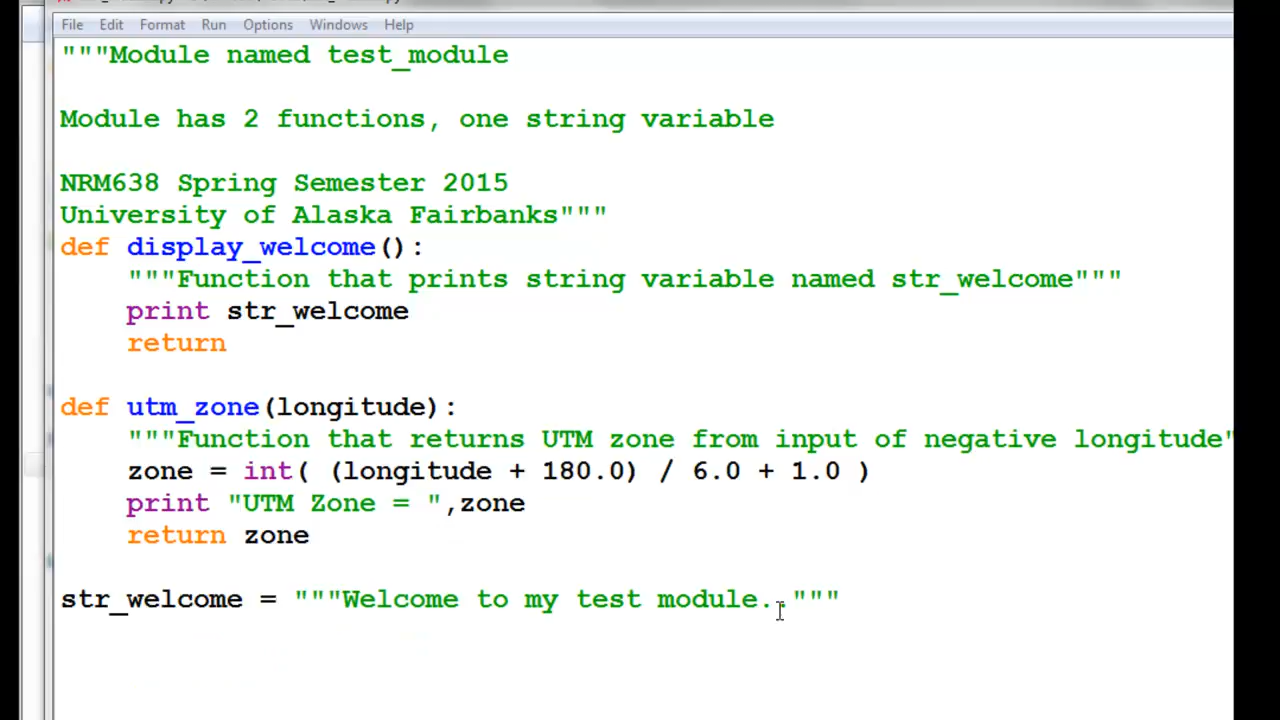 File Edit Format Run Options Windows Help
"""Module named test_module
Module has 2 functions, one string variable
NRM638 Spring Semester 2015
University of Alaska Fairbanks"""
def display_welcome():
    """Function that prints string variable named str_welcome"""
    print str_welcome
    return
def utm_zone(longitude):
    """Function that returns UTM zone from input of negative longitude"
    zone = int( (longitude + 180.0) / 6.0 + 1.0 )
    print "UTM Zone = ",zone
    return zone
str_welcome = """Welcome to my test module.."""